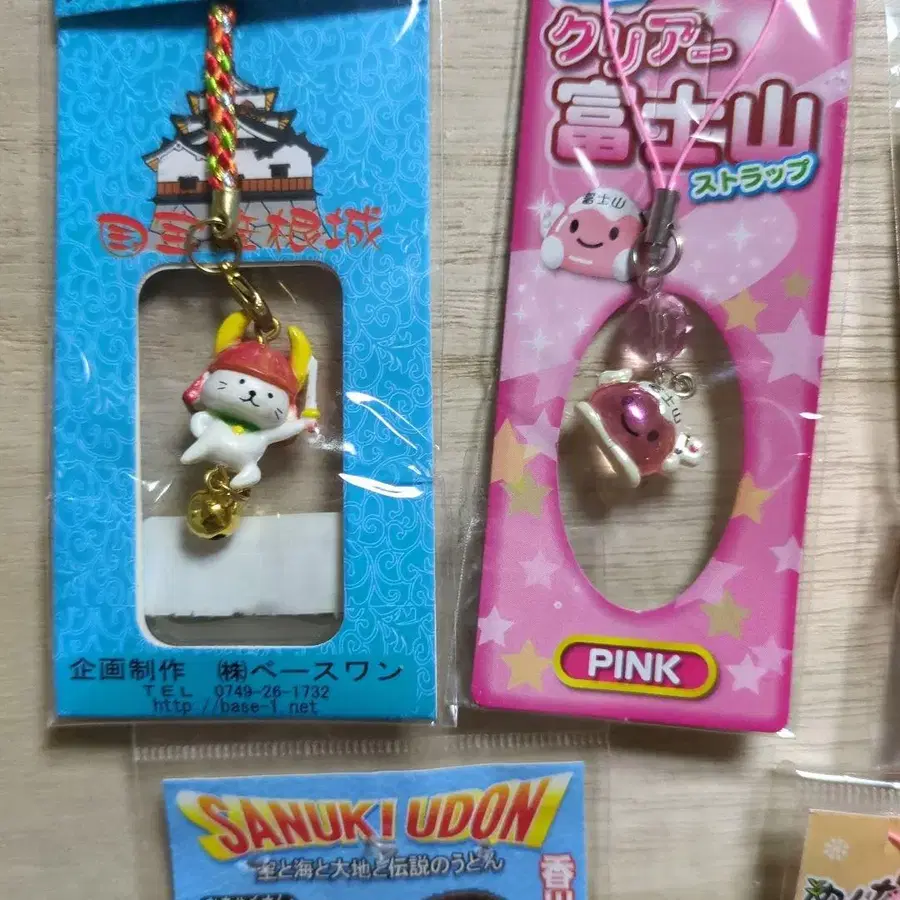 国宝彦根城
企画制作 ㈱ベースワン
TEL 0749-26-1732
http://base-1.net
クリアー
富士山
ストラップ
富士山
PINK
SANUKI UDON
空と海と大地と伝説のうどん
香川